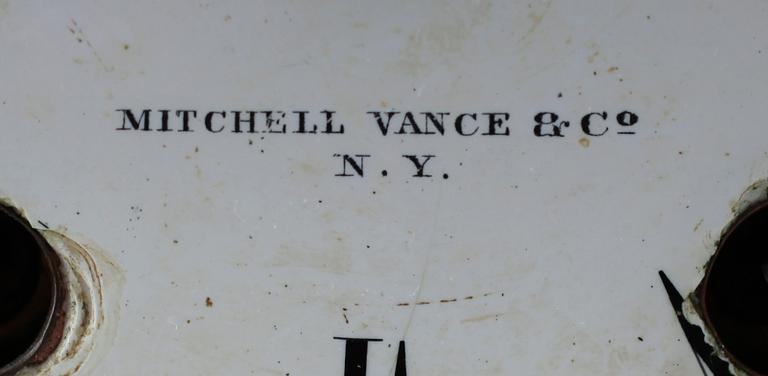 MITCHELL VANCE & Co
N.Y.